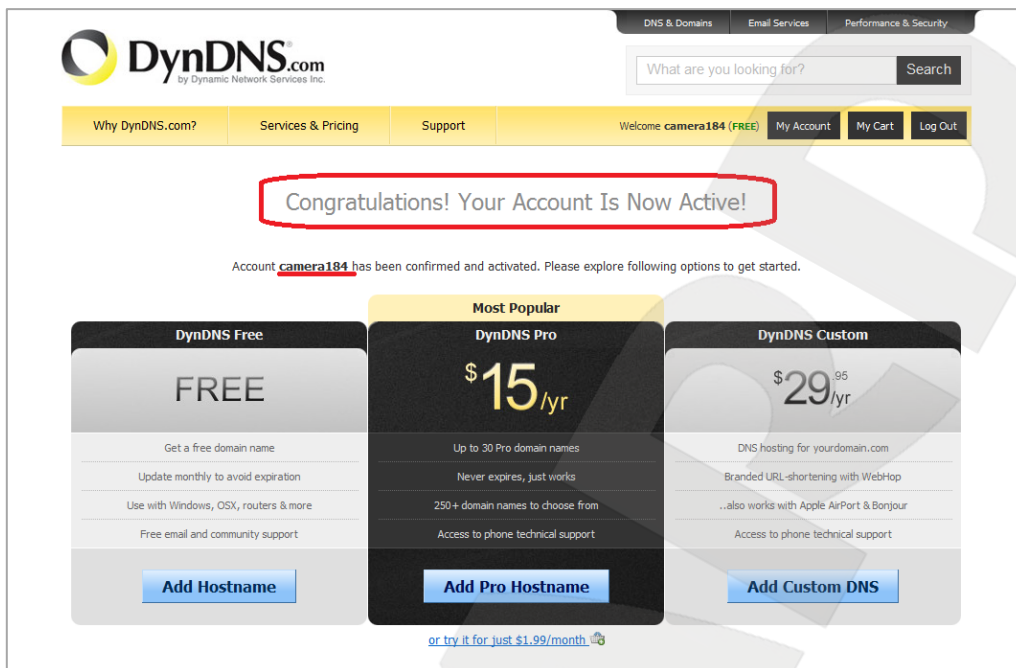 DNS & Domains Email Services Performance & Security
DynDNS.com
by Dynamic Network Services Inc.
What are you looking for? Search
Why DynDNS.com? Services & Pricing Support Welcome camera184 (FREE) My Account My Cart Log Out
Congratulations! Your Account Is Now Active!
Account camera184 has been confirmed and activated. Please explore following options to get started.
Most Popular
DynDNS Free
FREE
Get a free domain name
Update monthly to avoid expiration
Use with Windows, OSX, routers & more
Free email and community support
Add Hostname
DynDNS Pro
$15/yr
Up to 30 Pro domain names
Never expires, just works
250+ domain names to choose from
Access to phone technical support
Add Pro Hostname
or try it for just $1.99/month
DynDNS Custom
$29.95/yr
DNS hosting for yourdomain.com
Branded URL-shortening with WebHop
..also works with Apple AirPort & Bonjour
Access to phone technical support
Add Custom DNS